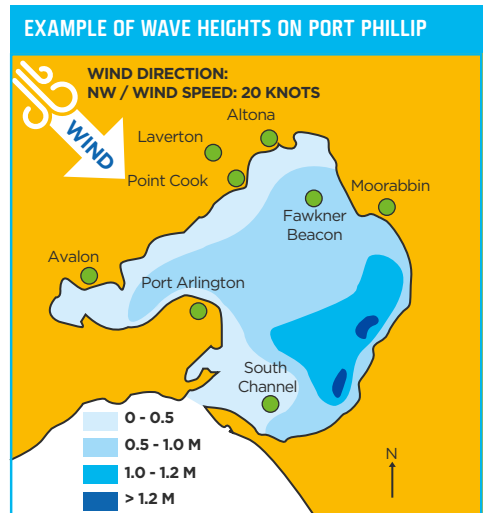 EXAMPLE OF WAVE HEIGHTS ON PORT PHILLIP
WIND DIRECTION:
NW / WIND SPEED: 20 KNOTS
WIND
Altona
Laverton
Point Cook
Moorabbin
Fawkner
Beacon
Avalon
Port Arlington
South
Channel
0 - 0.5
0.5 - 1.0 M
1.0 - 1.2 M
> 1.2 M
N